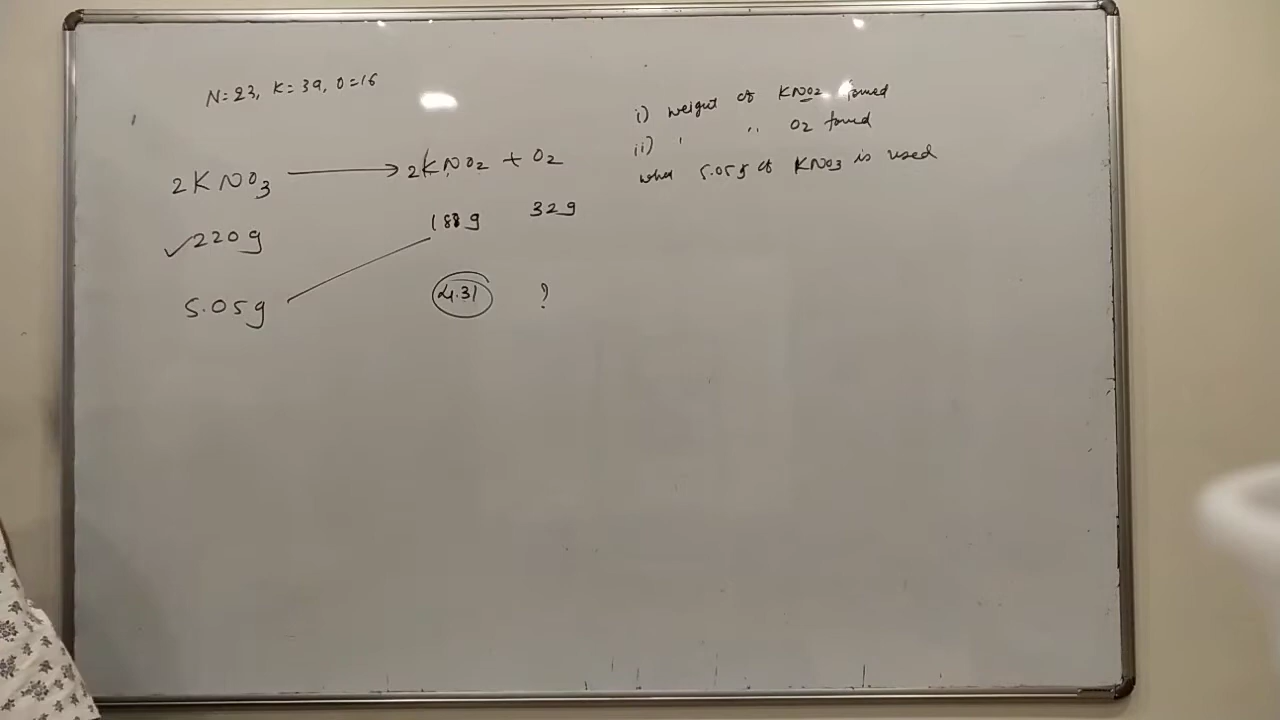 N=23, K=39, O=16
2KNO3 → 2KNO2 + O2
✓220g 188g 32g
5.05g 4.31 ?
i) weight of KNO2 formed
ii) ' '' O2 formed
when 5.05g of KNO3 is used